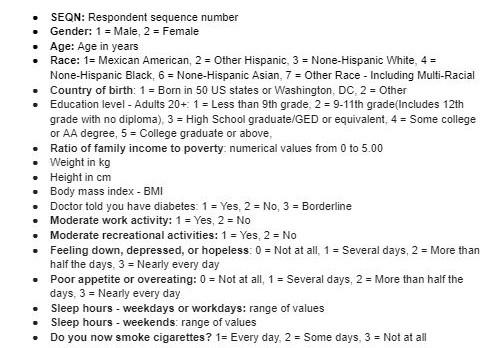 • SEQN: Respondent sequence number
• Gender: 1 = Male, 2 = Female
• Age: Age in years
• Race: 1= Mexican American, 2 = Other Hispanic, 3 = None-Hispanic White, 4 =
None-Hispanic Black, 6 = None-Hispanic Asian, 7 = Other Race - Including Multi-Racial
• Country of birth: 1 = Born in 50 US states or Washington, DC, 2 = Other
• Education level - Adults 20+: 1 = Less than 9th grade, 2 = 9-11th grade(Includes 12th
grade with no diploma), 3 = High School graduate/GED or equivalent, 4 = Some college
or AA degree, 5 = College graduate or above,
• Ratio of family income to poverty: numerical values from 0 to 5.00
• Weight in kg
• Height in cm
• Body mass index - BMI
• Doctor told you have diabetes: 1 = Yes, 2 = No, 3 = Borderline
• Moderate work activity: 1 = Yes, 2 = No
• Moderate recreational activities: 1 = Yes, 2 = No
• Feeling down, depressed, or hopeless: 0 = Not at all, 1 = Several days, 2 = More than
half the days, 3 = Nearly every day
• Poor appetite or overeating: 0 = Not at all, 1 = Several days, 2 = More than half the
days, 3 = Nearly every day
• Sleep hours - weekdays or workdays: range of values
• Sleep hours - weekends: range of values
• Do you now smoke cigarettes? 1= Every day, 2 = Some days, 3 = Not at all